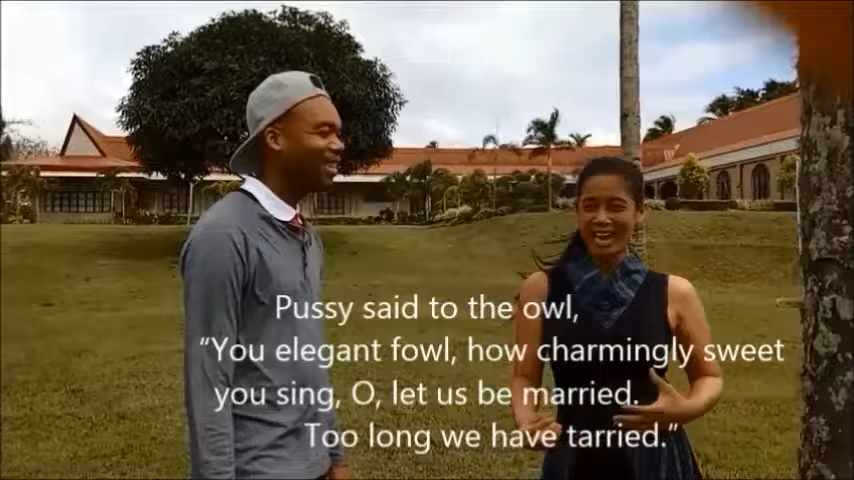 Pussy said to the owl,
“You elegant fowl, how charmingly sweet
you sing, O, let us be married.
Too long we have tarried.”